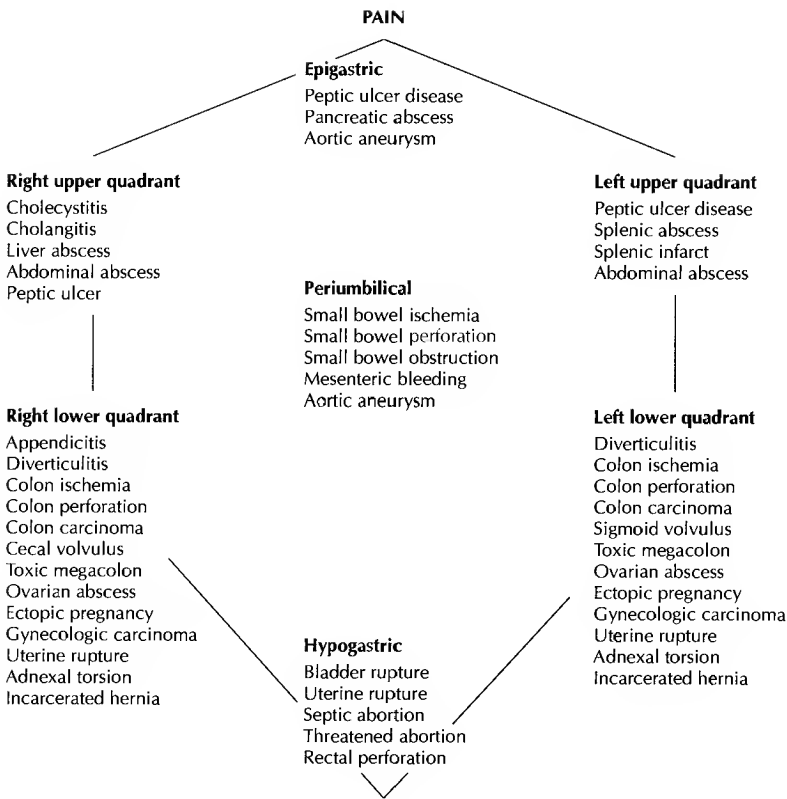 PAIN
Epigastric
Peptic ulcer disease
Pancreatic abscess
Aortic aneurysm
Right upper quadrant
Cholecystitis
Cholangitis
Liver abscess
Abdominal abscess
Peptic ulcer
Left upper quadrant
Peptic ulcer disease
Splenic abscess
Splenic infarct
Abdominal abscess
Periumbilical
Small bowel ischemia
Small bowel perforation
Small bowel obstruction
Mesenteric bleeding
Aortic aneurysm
Right lower quadrant
Appendicitis
Diverticulitis
Colon ischemia
Colon perforation
Colon carcinoma
Cecal volvulus
Toxic megacolon
Ovarian abscess
Ectopic pregnancy
Gynecologic carcinoma
Uterine rupture
Adnexal torsion
Incarcerated hernia
Left lower quadrant
Diverticulitis
Colon ischemia
Colon perforation
Colon carcinoma
Sigmoid volvulus
Toxic megacolon
Ovarian abscess
Ectopic pregnancy
Gynecologic carcinoma
Uterine rupture
Adnexal torsion
Incarcerated hernia
Hypogastric
Bladder rupture
Uterine rupture
Septic abortion
Threatened abortion
Rectal perforation